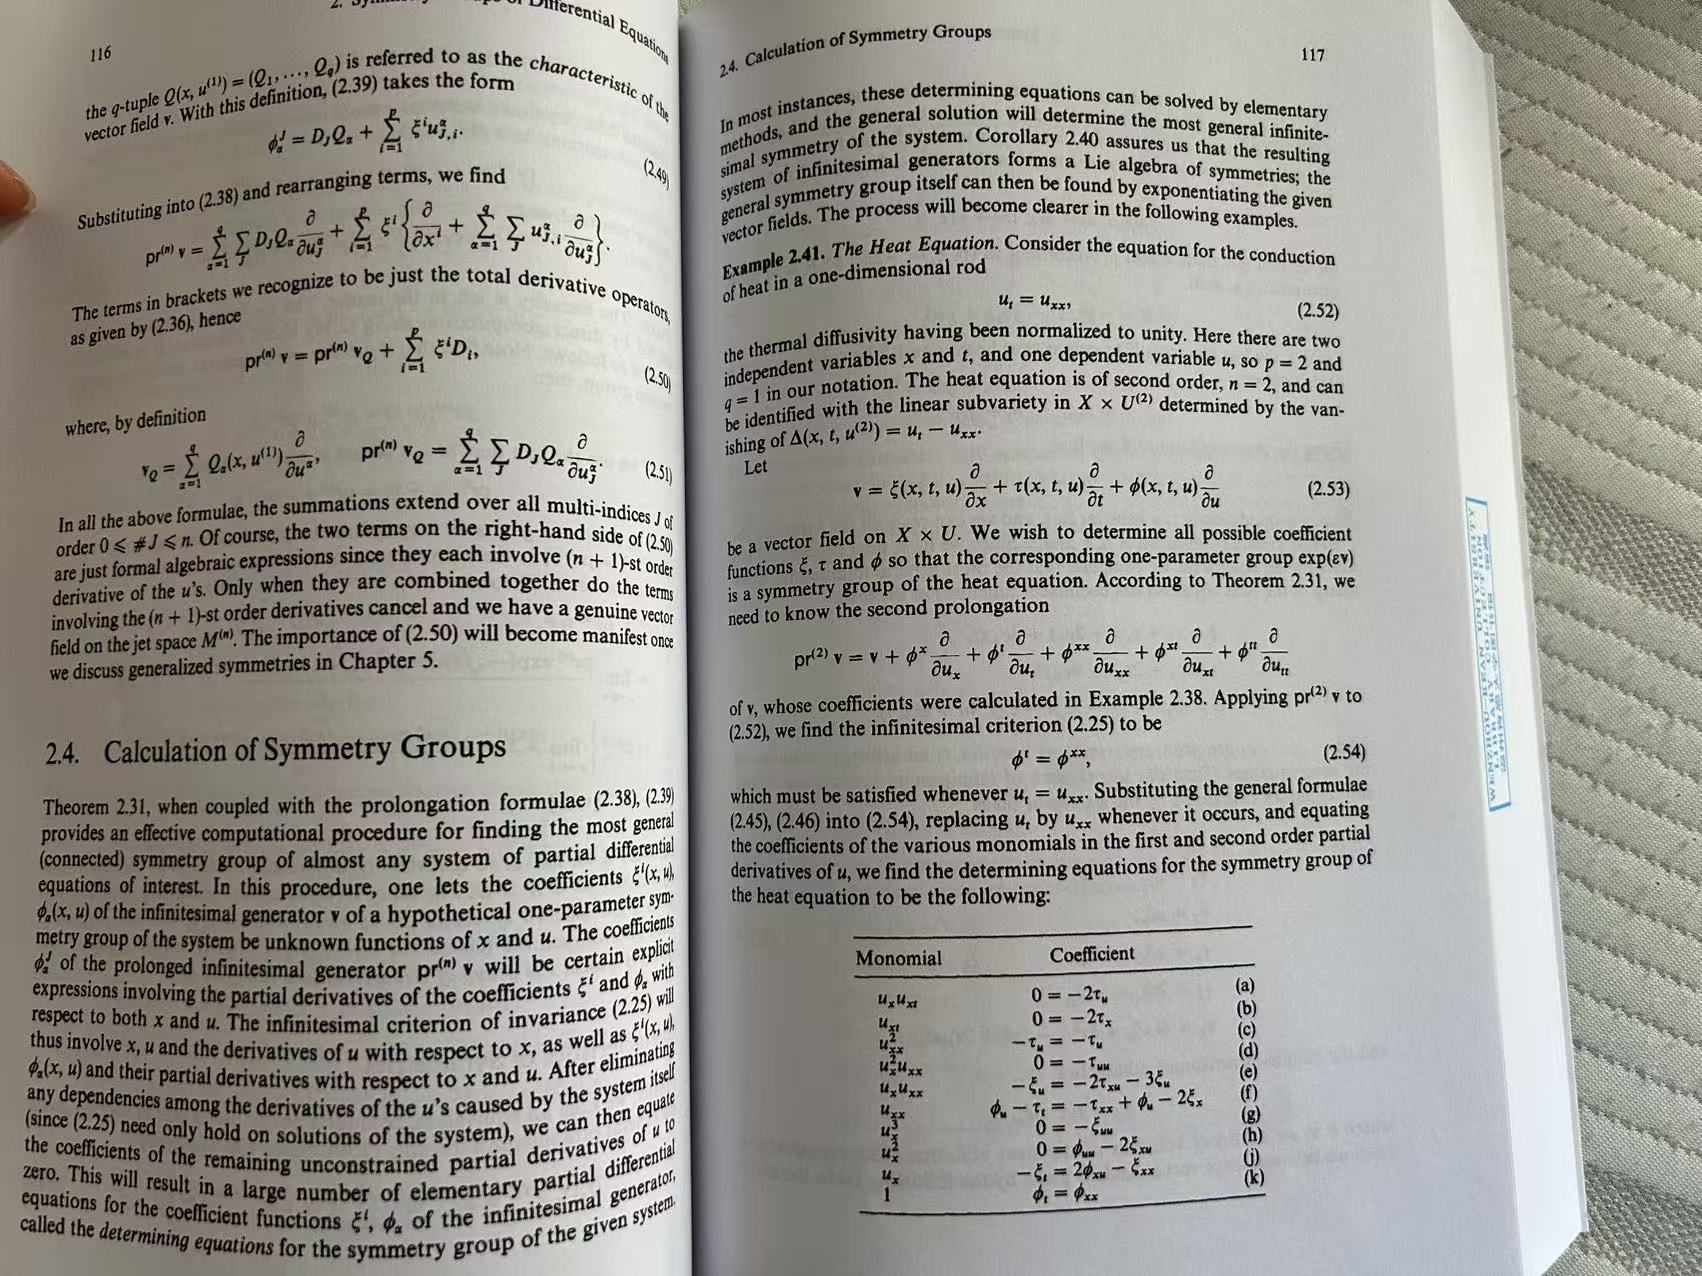 2. Symmetry Groups of Differential Equations
116
the q-tuple Q(x, u⁽¹⁾) = (Q₁, . . . , Q_q) is referred to as the characteristic of the
vector field v. With this definition, (2.39) takes the form
ϕ_α^J = D_J Q_α + ∑_{i=1}^{p} ξ^i u^α_{J,i}. (2.49)
Substituting into (2.38) and rearranging terms, we find
pr⁽ⁿ⁾ v = ∑_{α=1}^{q} ∑_J D_J Q_α ∂/∂u_J^α + ∑_{i=1}^{p} ξ^i { ∂/∂x^i + ∑_{α=1}^{q} ∑_J u^α_{J,i} ∂/∂u_J^α }.
The terms in brackets we recognize to be just the total derivative operators,
as given by (2.36), hence
pr⁽ⁿ⁾ v = pr⁽ⁿ⁾ v_Q + ∑_{i=1}^{p} ξ^i D_i, (2.50)
where, by definition
v_Q = ∑_{α=1}^{q} Q_α(x, u⁽¹⁾) ∂/∂u^α, pr⁽ⁿ⁾ v_Q = ∑_{α=1}^{q} ∑_J D_J Q_α ∂/∂u_J^α. (2.51)
In all the above formulae, the summations extend over all multi-indices J of
order 0 ⩽ #J ⩽ n. Of course, the two terms on the right-hand side of (2.50)
are just formal algebraic expressions since they each involve (n + 1)-st order
derivative of the u's. Only when they are combined together do the terms
involving the (n + 1)-st order derivatives cancel and we have a genuine vector
field on the jet space M⁽ⁿ⁾. The importance of (2.50) will become manifest once
we discuss generalized symmetries in Chapter 5.
2.4. Calculation of Symmetry Groups
Theorem 2.31, when coupled with the prolongation formulae (2.38), (2.39)
provides an effective computational procedure for finding the most general
(connected) symmetry group of almost any system of partial differential
equations of interest. In this procedure, one lets the coefficients ξ^i(x, u),
ϕ_α(x, u) of the infinitesimal generator v of a hypothetical one-parameter sym-
metry group of the system be unknown functions of x and u. The coefficients
ϕ_α^J of the prolonged infinitesimal generator pr⁽ⁿ⁾ v will be certain explicit
expressions involving the partial derivatives of the coefficients ξ^i and ϕ_α with
respect to both x and u. The infinitesimal criterion of invariance (2.25) will
thus involve x, u and the derivatives of u with respect to x, as well as ξ^i(x, u),
ϕ_α(x, u) and their partial derivatives with respect to x and u. After eliminating
any dependencies among the derivatives of the u's caused by the system itself
(since (2.25) need only hold on solutions of the system), we can then equate
the coefficients of the remaining unconstrained partial derivatives of u to
zero. This will result in a large number of elementary partial differential
equations for the coefficient functions ξ^i, ϕ_α of the infinitesimal generator,
called the determining equations for the symmetry group of the given system.
2.4. Calculation of Symmetry Groups 117
In most instances, these determining equations can be solved by elementary
methods, and the general solution will determine the most general infinite-
simal symmetry of the system. Corollary 2.40 assures us that the resulting
system of infinitesimal generators forms a Lie algebra of symmetries; the
general symmetry group itself can then be found by exponentiating the given
vector fields. The process will become clearer in the following examples.
Example 2.41. The Heat Equation. Consider the equation for the conduction
of heat in a one-dimensional rod
u_t = u_xx, (2.52)
the thermal diffusivity having been normalized to unity. Here there are two
independent variables x and t, and one dependent variable u, so p = 2 and
q = 1 in our notation. The heat equation is of second order, n = 2, and can
be identified with the linear subvariety in X × U⁽²⁾ determined by the van-
ishing of Δ(x, t, u⁽²⁾) = u_t − u_xx.
Let
v = ξ(x, t, u) ∂/∂x + τ(x, t, u) ∂/∂t + ϕ(x, t, u) ∂/∂u (2.53)
be a vector field on X × U. We wish to determine all possible coefficient
functions ξ, τ and ϕ so that the corresponding one-parameter group exp(εv)
is a symmetry group of the heat equation. According to Theorem 2.31, we
need to know the second prolongation
pr⁽²⁾ v = v + ϕ^x ∂/∂u_x + ϕ^t ∂/∂u_t + ϕ^xx ∂/∂u_xx + ϕ^xt ∂/∂u_xt + ϕ^tt ∂/∂u_tt
of v, whose coefficients were calculated in Example 2.38. Applying pr⁽²⁾ v to
(2.52), we find the infinitesimal criterion (2.25) to be
ϕ^t = ϕ^xx, (2.54)
which must be satisfied whenever u_t = u_xx. Substituting the general formulae
(2.45), (2.46) into (2.54), replacing u_t by u_xx whenever it occurs, and equating
the coefficients of the various monomials in the first and second order partial
derivatives of u, we find the determining equations for the symmetry group of
the heat equation to be the following:
Monomial Coefficient
u_x u_xt 0 = −2τ_u (a)
u_xt 0 = −2τ_x (b)
u_xx² −τ_u = −τ_u (c)
u_x² u_xx 0 = −τ_uu (d)
u_x u_xx −ξ_u = −2τ_xu − 3ξ_u (e)
u_xx ϕ_u − τ_t = −τ_xx + ϕ_u − 2ξ_x (f)
u_x³ 0 = −ξ_uu (g)
u_x² 0 = ϕ_uu − 2ξ_xu (h)
u_x −ξ_t = 2ϕ_xu − ξ_xx (j)
1 ϕ_t = ϕ_xx (k)
WENZHOU-KEAN UNIVERSITY
LIBRARY COLLECTION